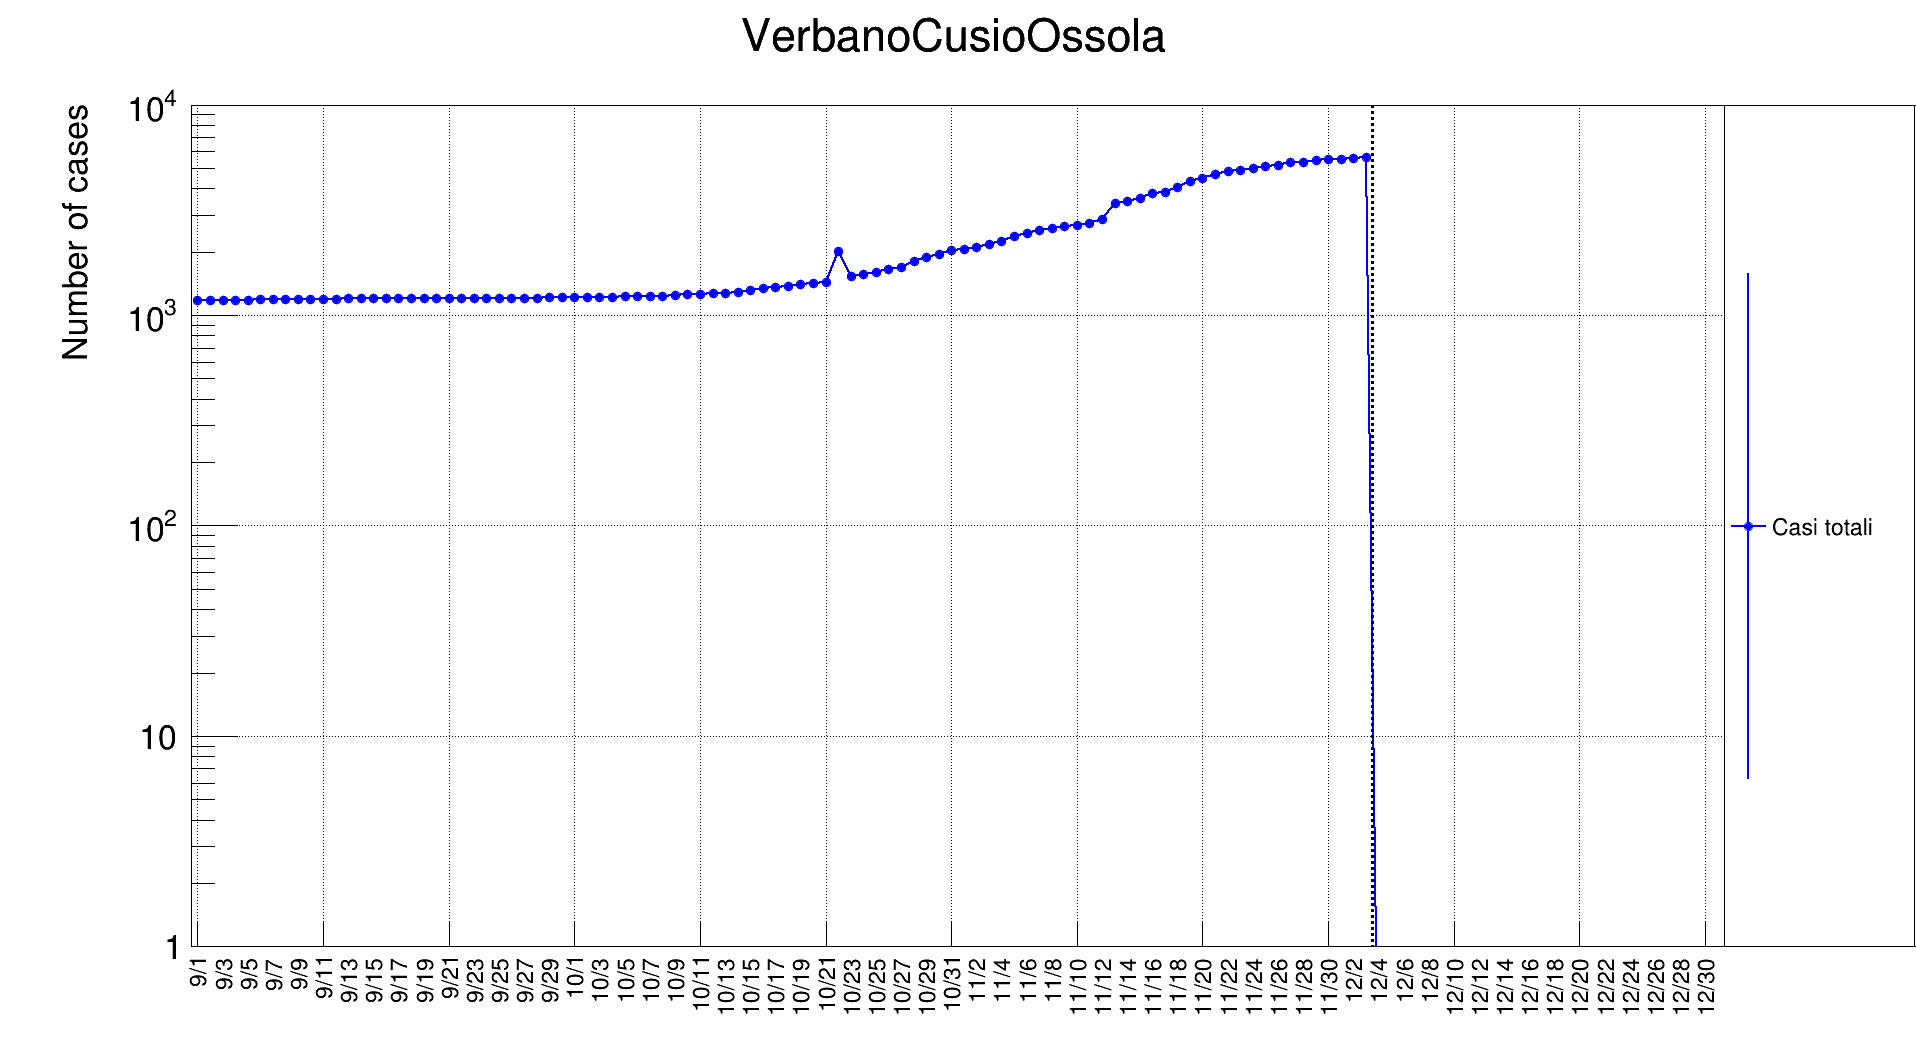 VerbanoCusioOssola
Number of cases
10^4
10^3
10^2
10
1
9/1 9/3 9/5 9/7 9/9 9/11 9/13 9/15 9/17 9/19 9/21 9/23 9/25 9/27 9/29 10/1 10/3 10/5 10/7 10/9 10/11 10/13 10/15 10/17 10/19 10/21 10/23 10/25 10/27 10/29 10/31 11/2 11/4 11/6 11/8 11/10 11/12 11/14 11/16 11/18 11/20 11/22 11/24 11/26 11/28 11/30 12/2 12/4 12/6 12/8 12/10 12/12 12/14 12/16 12/18 12/20 12/22 12/24 12/26 12/28 12/30
Casi totali